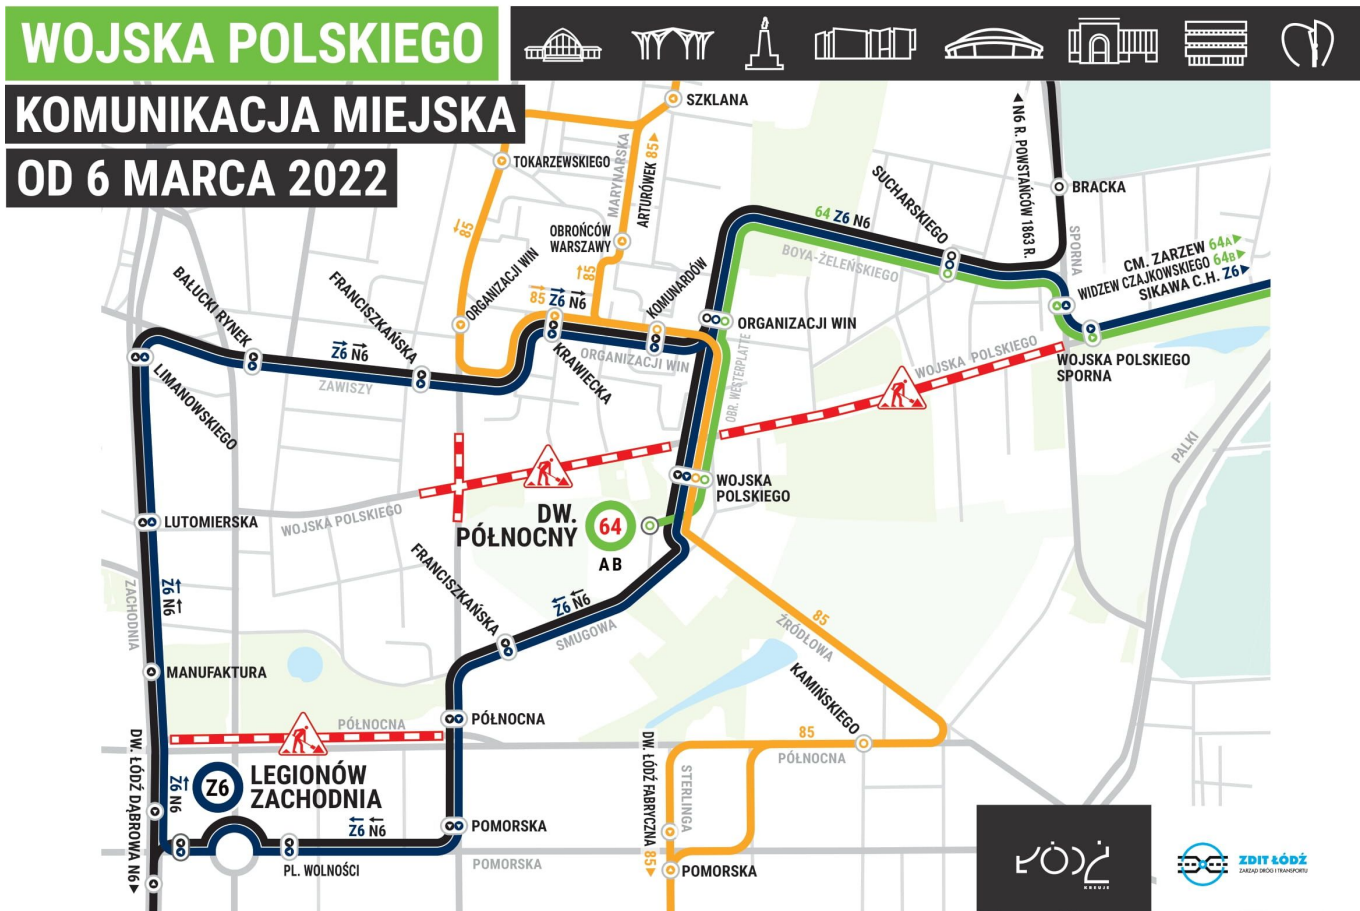 WOJSKA POLSKIEGO
KOMUNIKACJA MIEJSKA
OD 6 MARCA 2022
SZKLANA
TOKARZEWSKIEGO
MARYNARSKA
ARTURÓWEK 85
85
OBROŃCÓW
WARSZAWY
ORGANIZACJI WIN
85
85 Z6 N6
KOMUNARDÓW
64 Z6 N6
SUCHARSKIEGO
BOYA-ŻELEŃSKIEGO
N6 R. POWSTAŃCÓW 1863 R.
BRACKA
SPORNA
CM. ZARZEW 64A
WIDZEW CZAJKOWSKIEGO 64B
SIKAWA C.H. Z6
BAŁUCKI RYNEK
FRANCISZKAŃSKA
Z6 N6
ZAWISZY
LIMANOWSKIEGO
KRAWIECKA
ORGANIZACJI WIN
ORGANIZACJI WIN
OBR. WESTERPLATTE
WOJSKA POLSKIEGO
WOJSKA POLSKIEGO
SPORNA
PALKI
WOJSKA
POLSKIEGO
DW.
PÓŁNOCNY
64
A B
LUTOMIERSKA
WOJSKA POLSKIEGO
ZACHODNIA
Z6 N6
FRANCISZKAŃSKA
Z6 N6
SMUGOWA
85
ŹRÓDŁOWA
KAMIŃSKIEGO
MANUFAKTURA
PÓŁNOCNA
PÓŁNOCNA
85
PÓŁNOCNA
DW. ŁÓDŹ DĄBROWA N6
Z6 N6
Z6
LEGIONÓW
ZACHODNIA
DW. ŁÓDŹ FABRYCZNA 85
STERLINGA
Z6 N6
POMORSKA
PL. WOLNOŚCI
POMORSKA
POMORSKA
ŁÓDŹ
KREUJE
ZDIT ŁÓDŹ
ZARZĄD DRÓG I TRANSPORTU